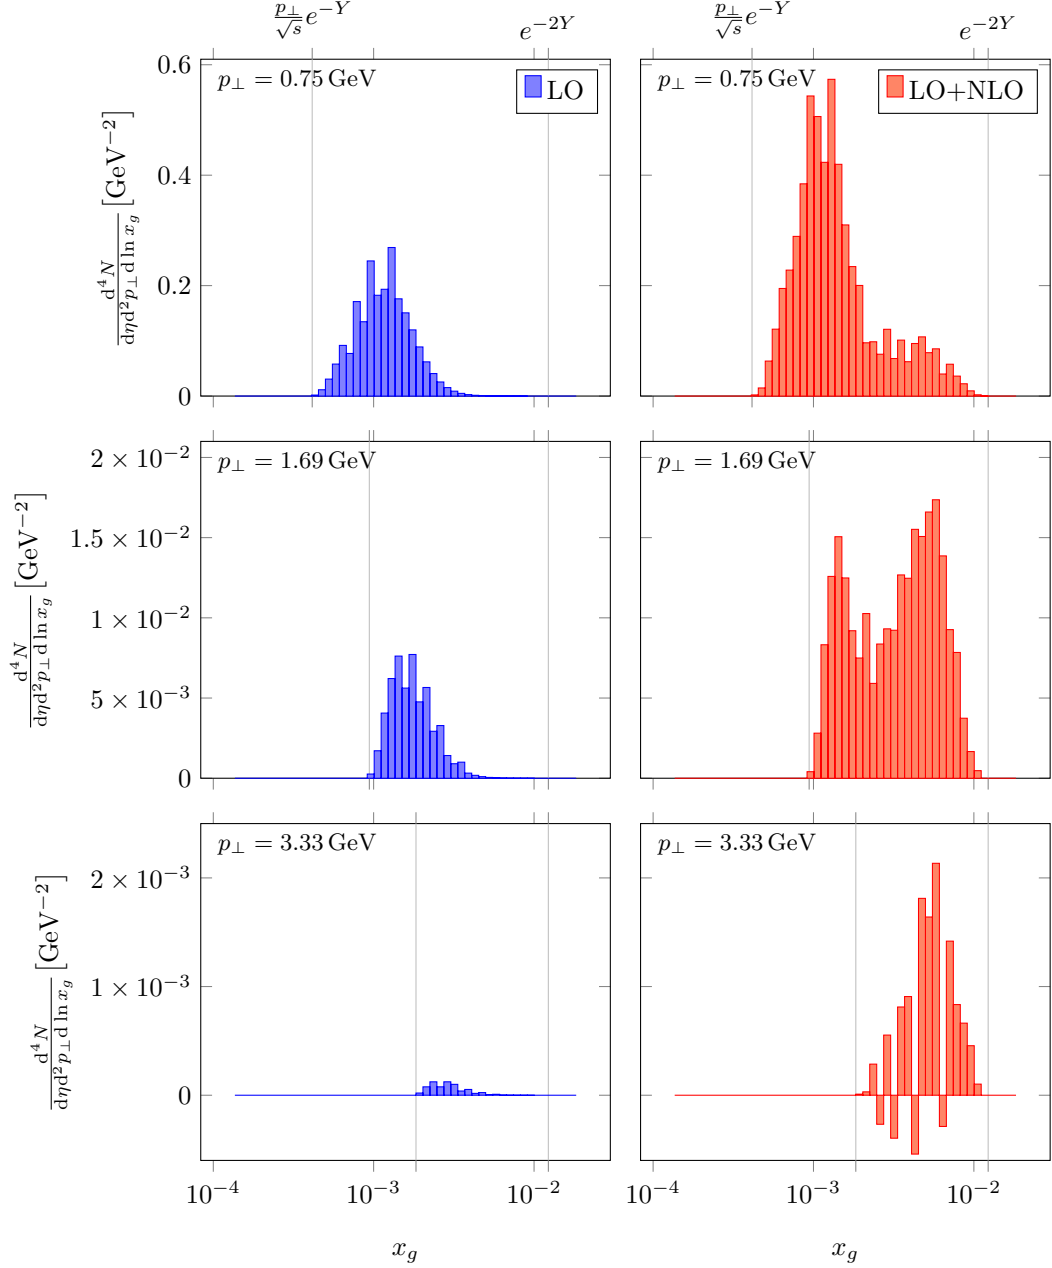 p⊥/√s e^{-Y} e^{-2Y} p⊥/√s e^{-Y} e^{-2Y}
d⁴N/dηd²p⊥d ln x_g [GeV⁻²]
0.6
0.4
0.2
0
p⊥ = 0.75 GeV
LO
p⊥ = 0.75 GeV
LO+NLO
d⁴N/dηd²p⊥d ln x_g [GeV⁻²]
2 × 10⁻²
1.5 × 10⁻²
1 × 10⁻²
5 × 10⁻³
0
p⊥ = 1.69 GeV
p⊥ = 1.69 GeV
d⁴N/dηd²p⊥d ln x_g [GeV⁻²]
2 × 10⁻³
1 × 10⁻³
0
p⊥ = 3.33 GeV
p⊥ = 3.33 GeV
10⁻⁴ 10⁻³ 10⁻² 10⁻⁴ 10⁻³ 10⁻²
x_g x_g